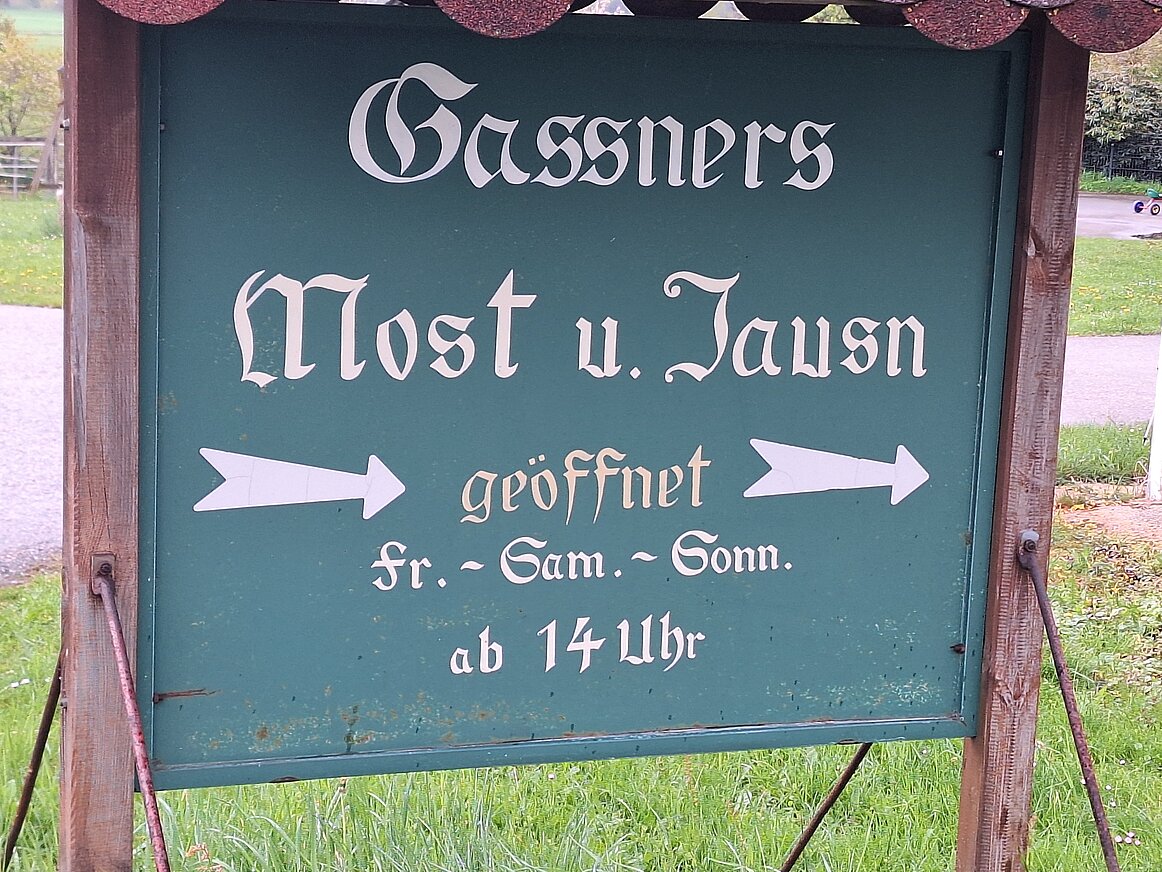 Gassners
Most u. Jausn
geöffnet
Fr. - Sam. - Sonn.
ab 14 Uhr